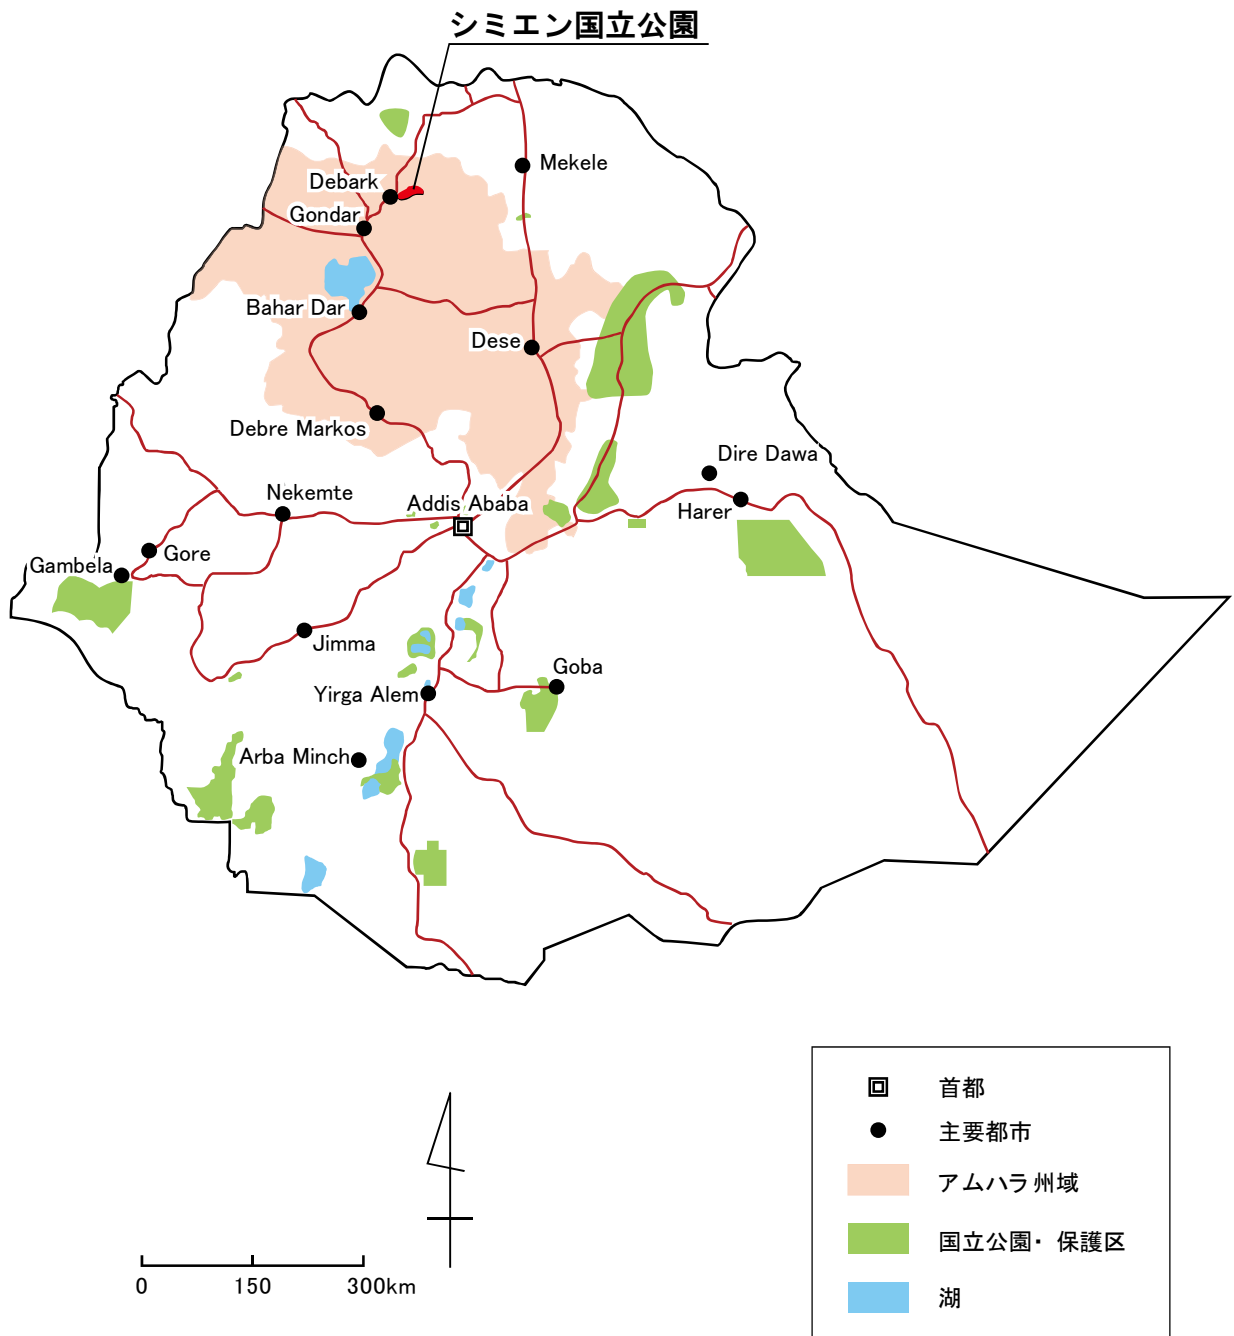 シミエン国立公園
Mekele
Debark
Gondar
Bahar Dar
Dese
Debre Markos
Dire Dawa
Nekemte
Addis Ababa
Harer
Gore
Gambela
Jimma
Goba
Yirga Alem
Arba Minch
首都
主要都市
アムハラ州域
国立公園・保護区
湖
0 150 300km